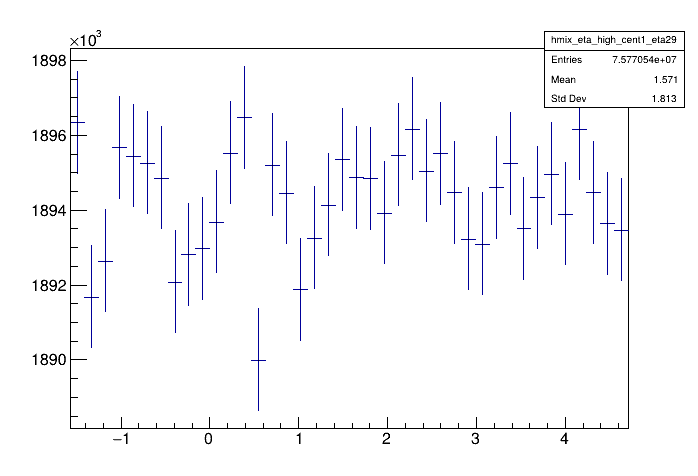 ×10³
hmix_eta_high_cent1_eta29
Entries 7.577054e+07
Mean 1.571
Std Dev 1.813
1898
1896
1894
1892
1890
−1 0 1 2 3 4